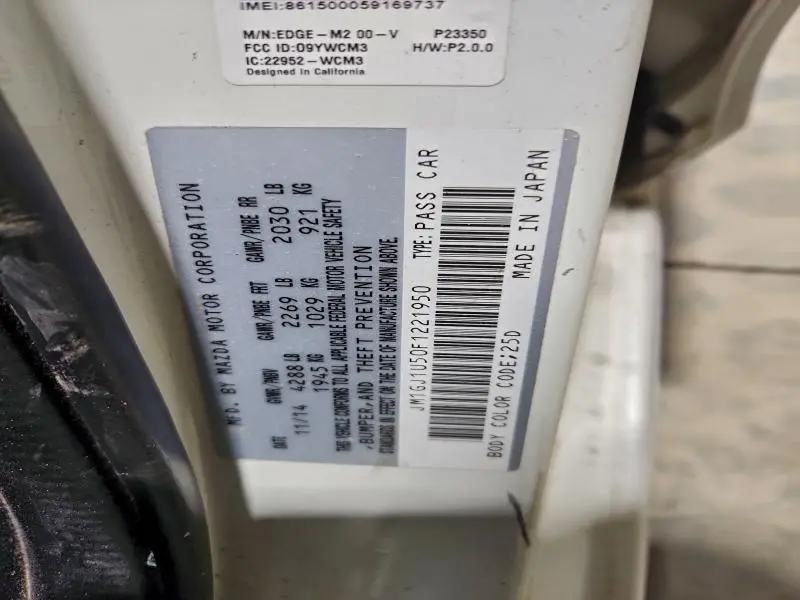 IMEI:861500059169737
M/N:EDGE-M2 00-V P23350
FCC ID:O9YWCM3 H/W:P2.0.0
IC:22952-WCM3
Designed in California
MFD. BY MAZDA MOTOR CORPORATION
DATE GVWR/PNBV GAWR/PNBE FRT GAWR/PNBE RR
11/14 4288 LB 2269 LB 2030 LB
1945 KG 1029 KG 921 KG
THIS VEHICLE CONFORMS TO ALL APPLICABLE FEDERAL MOTOR VEHICLE SAFETY
,BUMPER,AND THEFT PREVENTION
STANDARDS IN EFFECT ON THE DATE OF MANUFACTURE SHOWN ABOVE
JM1GJ1U50F1221950 TYPE: PASS CAR
BODY COLOR CODE;25D MADE IN JAPAN